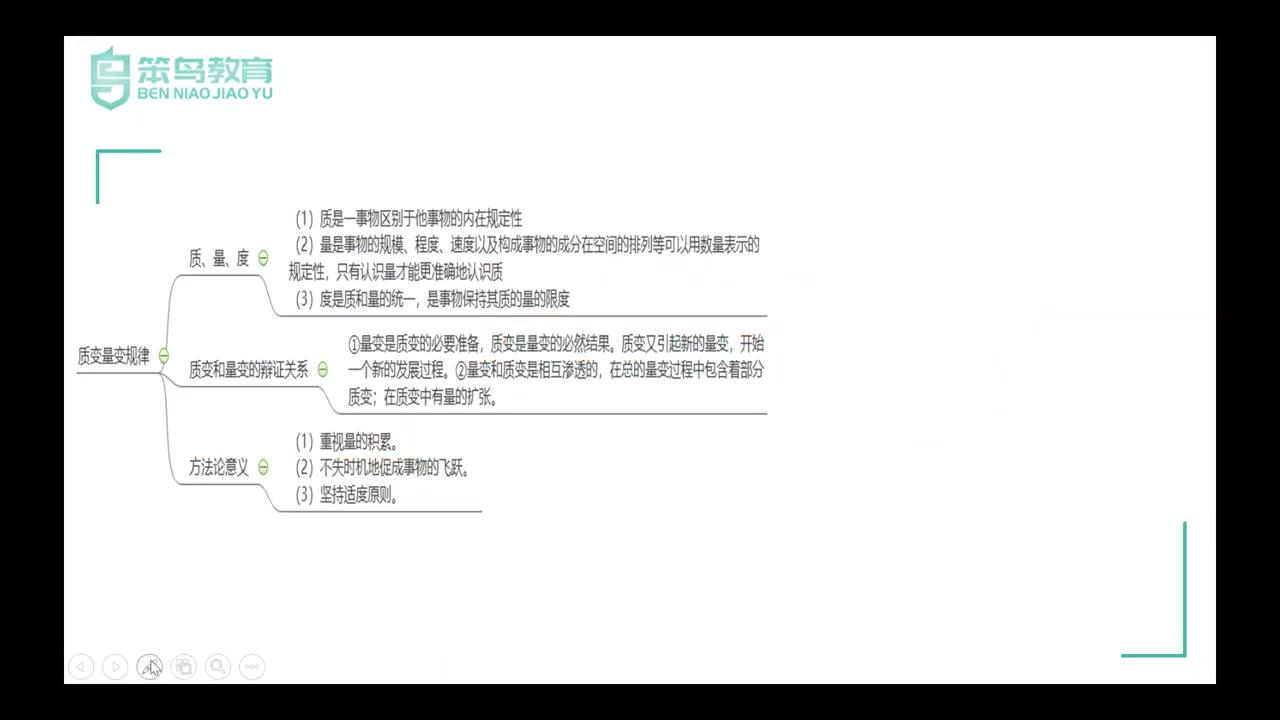 笨鸟教育
BEN NIAO JIAO YU
(1) 质是一事物区别于他事物的内在规定性
(2) 量是事物的规模、程度、速度以及构成事物的成分在空间的排列等可以用数量表示的
规定性，只有认识量才能更准确地认识质
(3) 度是质和量的统一，是事物保持其质的量的限度
质、量、度
质变量变规律
①量变是质变的必要准备，质变是量变的必然结果。质变又引起新的量变，开始
一个新的发展过程。②量变和质变是相互渗透的，在总的量变过程中包含着部分
质变；在质变中有量的扩张。
质变和量变的辩证关系
(1) 重视量的积累。
(2) 不失时机地促成事物的飞跃。
(3) 坚持适度原则。
方法论意义